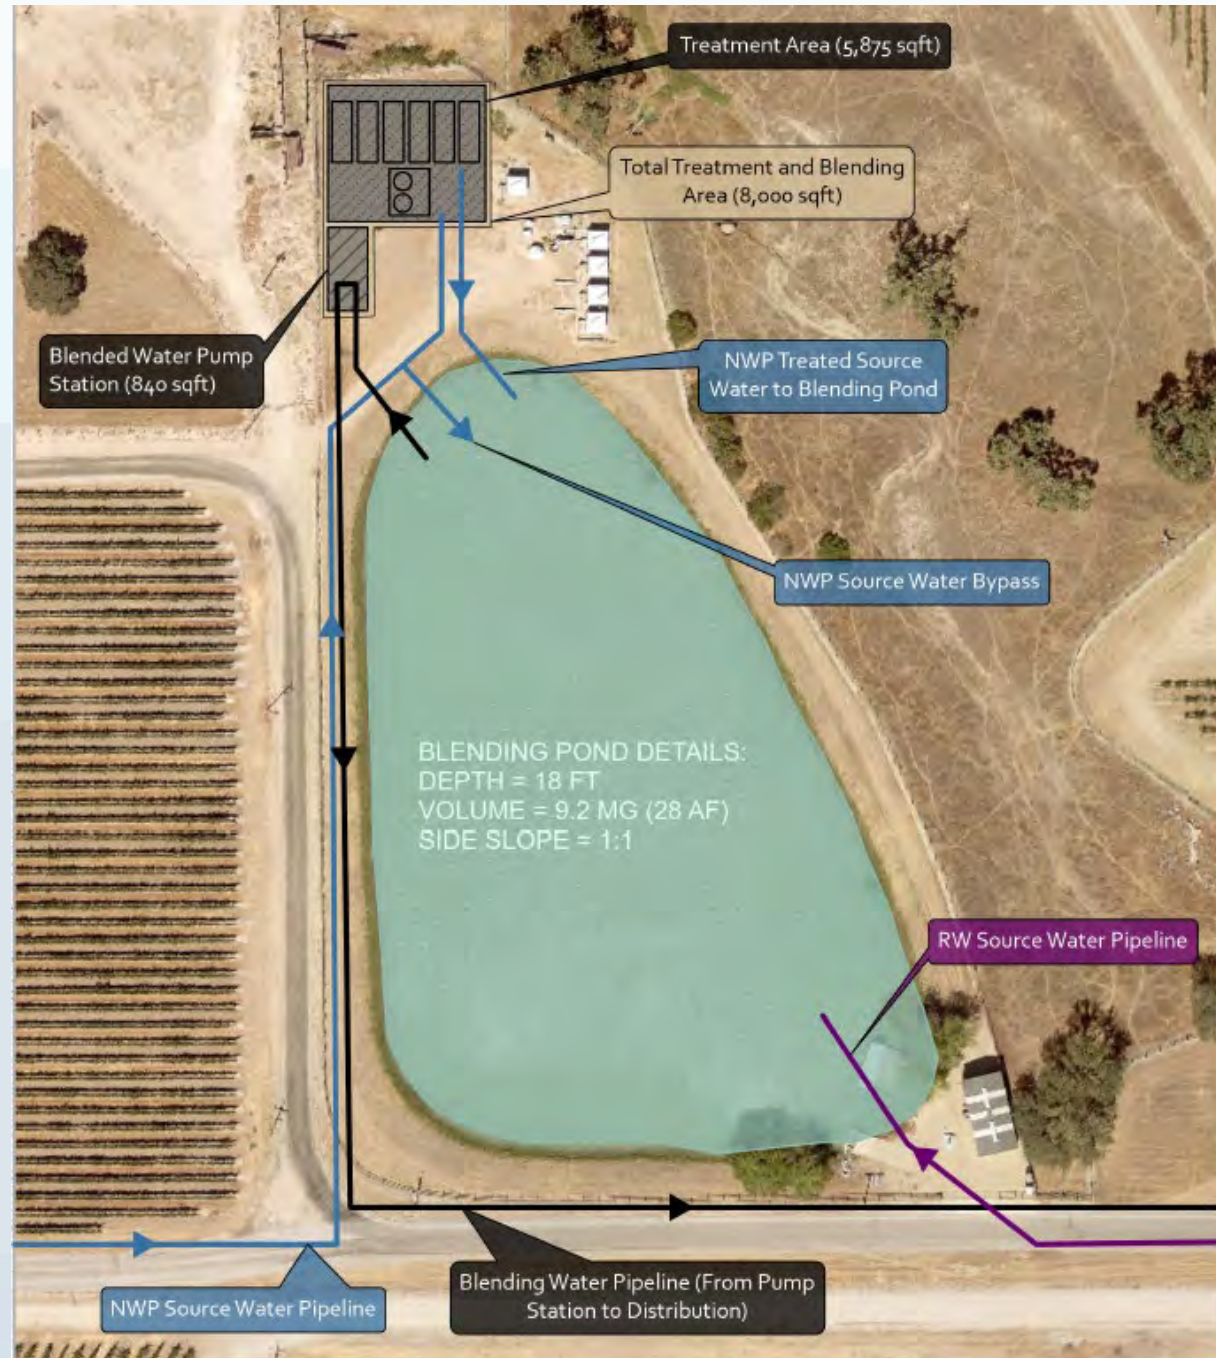 Treatment Area (5,875 sqft)
Total Treatment and Blending
Area (8,000 sqft)
Blended Water Pump
Station (840 sqft)
NWP Treated Source
Water to Blending Pond
NWP Source Water Bypass
BLENDING POND DETAILS:
DEPTH = 18 FT
VOLUME = 9.2 MG (28 AF)
SIDE SLOPE = 1:1
RW Source Water Pipeline
Blending Water Pipeline (From Pump
Station to Distribution)
NWP Source Water Pipeline